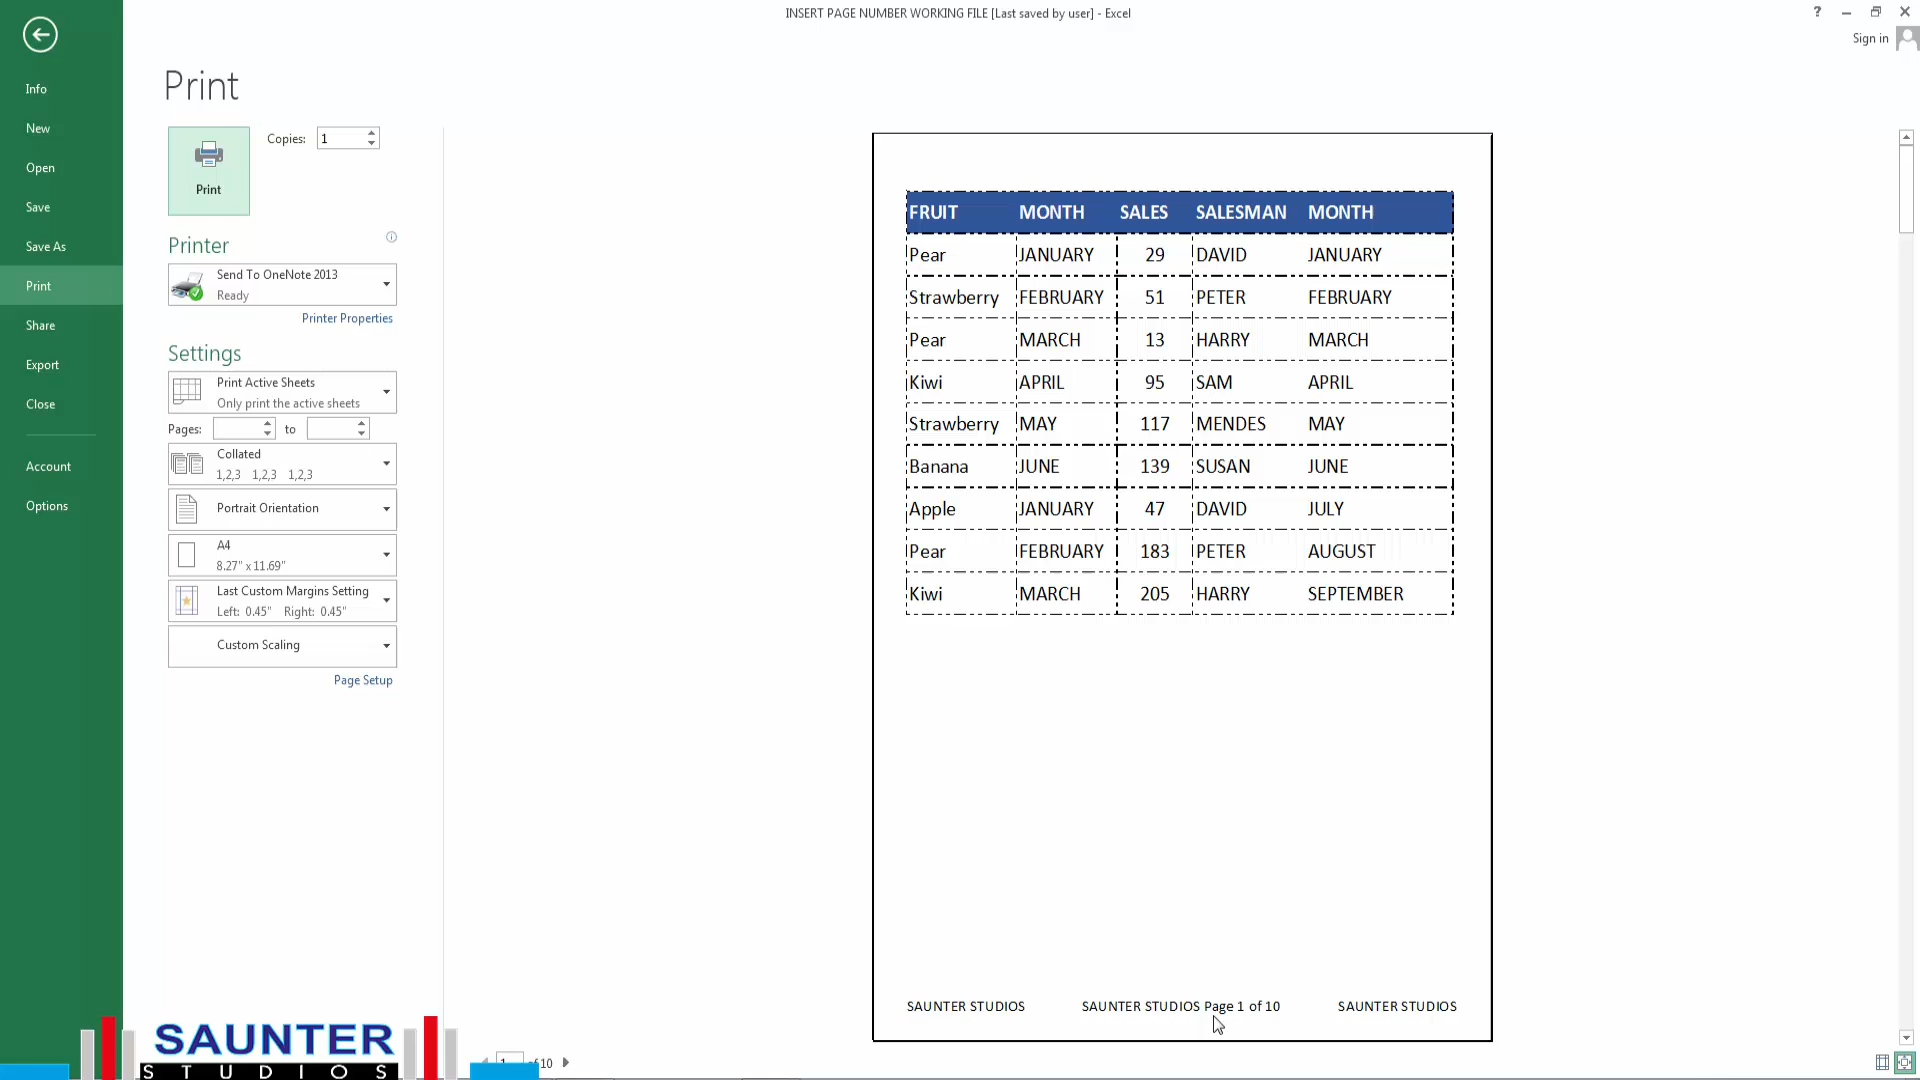 INSERT PAGE NUMBER WORKING FILE [Last saved by user] - Excel
?
Sign in
Info
New
Open
Save
Save As
Print
Share
Export
Close
Account
Options
Print
Print
Copies: 1
Printer
Send To OneNote 2013
Ready
Printer Properties
Settings
Print Active Sheets
Only print the active sheets
Pages: to
Collated
1,2,3 1,2,3 1,2,3
Portrait Orientation
A4
8.27" x 11.69"
Last Custom Margins Setting
Left: 0.45" Right: 0.45"
Custom Scaling
Page Setup
FRUIT MONTH SALES SALESMAN MONTH
Pear JANUARY 29 DAVID JANUARY
Strawberry FEBRUARY 51 PETER FEBRUARY
Pear MARCH 13 HARRY MARCH
Kiwi APRIL 95 SAM APRIL
Strawberry MAY 117 MENDES MAY
Banana JUNE 139 SUSAN JUNE
Apple JANUARY 47 DAVID JULY
Pear FEBRUARY 183 PETER AUGUST
Kiwi MARCH 205 HARRY SEPTEMBER
SAUNTER STUDIOS SAUNTER STUDIOS Page 1 of 10 SAUNTER STUDIOS
1 of 10
SAUNTER
STUDIOS